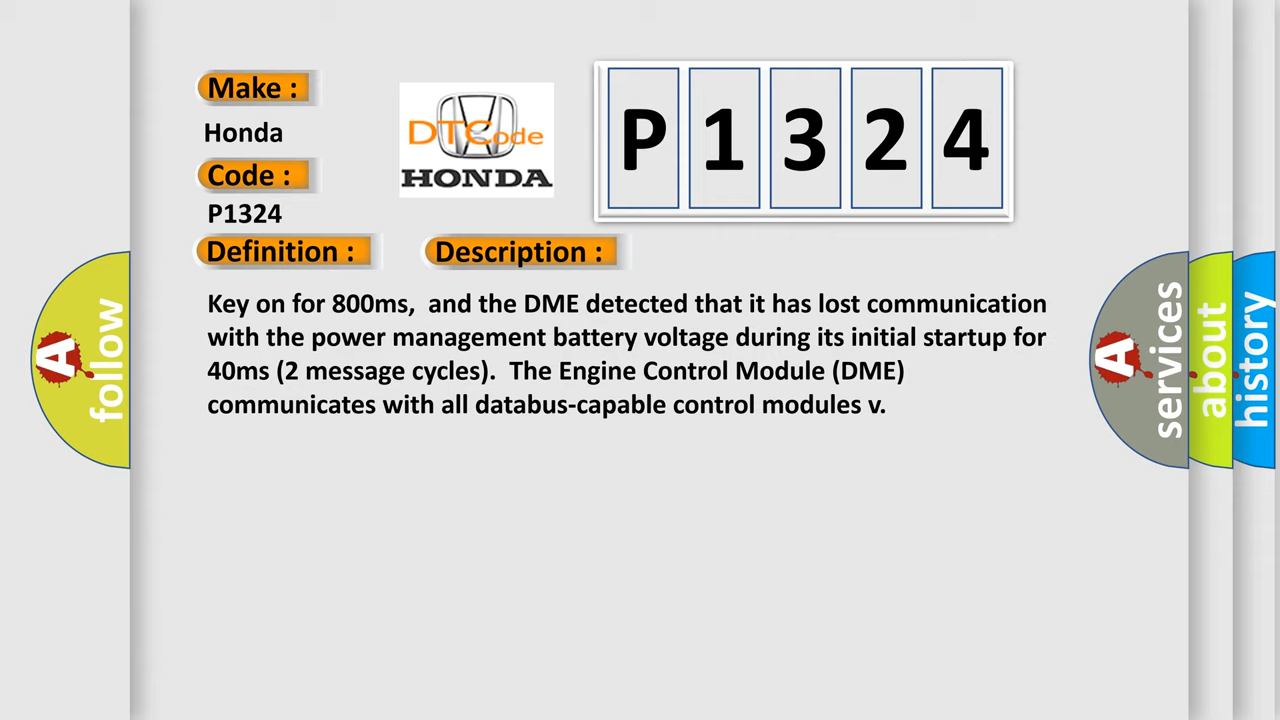 Make :
Honda
Code :
P1324
DTCode
HONDA
P 1 3 2 4
Definition :
Description :
Key on for 800ms,  and the DME detected that it has lost communication
with the power management battery voltage during its initial startup for
40ms (2 message cycles).  The Engine Control Module (DME)
communicates with all databus-capable control modules v.
A
follow
A
services
about
history